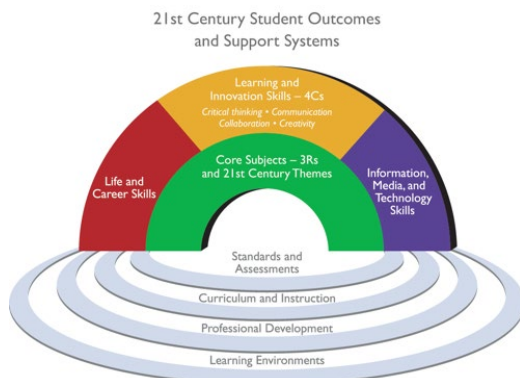 21st Century Student Outcomes
and Support Systems
Learning and
Innovation Skills – 4Cs
Critical thinking • Communication
Collaboration • Creativity
Core Subjects – 3Rs
and 21st Century Themes
Life and
Career Skills
Information,
Media, and
Technology
Skills
Standards and
Assessments
Curriculum and Instruction
Professional Development
Learning Environments